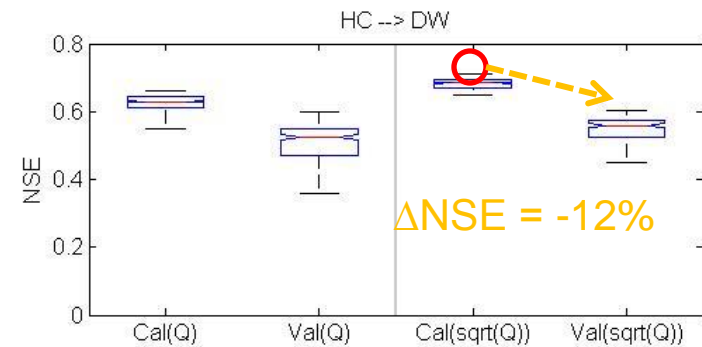 HC --> DW
0.8
0.6
0.4
0.2
0
NSE
ΔNSE = -12%
Cal(Q) Val(Q) Cal(sqrt(Q)) Val(sqrt(Q))